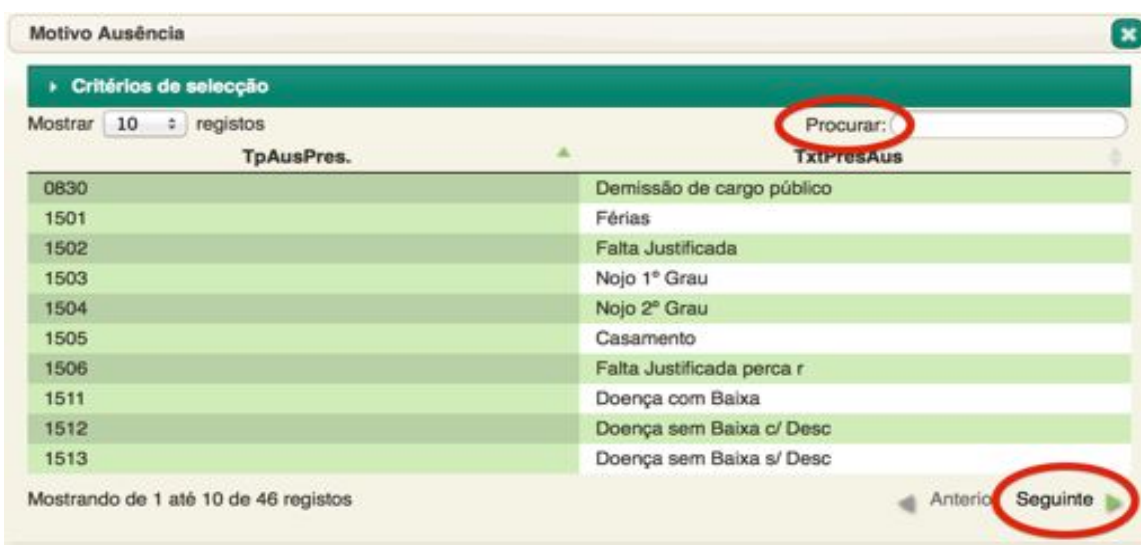 Motivo Ausência
Critérios de selecção
Mostrar 10 registos Procurar:
TpAusPres. TxtPresAus
0830 Demissão de cargo público
1501 Férias
1502 Falta Justificada
1503 Nojo 1º Grau
1504 Nojo 2º Grau
1505 Casamento
1506 Falta Justificada perca r
1511 Doença com Baixa
1512 Doença sem Baixa c/ Desc
1513 Doença sem Baixa s/ Desc
Mostrando de 1 até 10 de 46 registos Anterio Seguinte